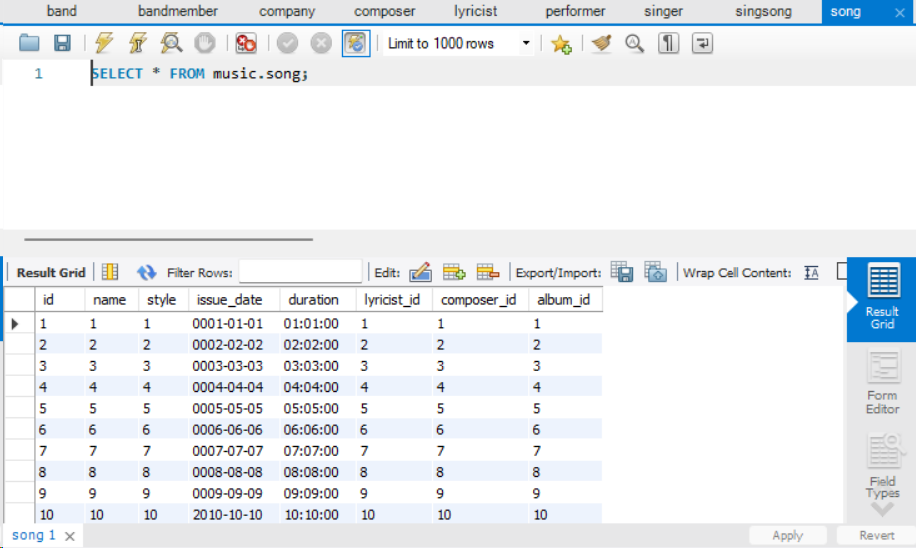 band bandmember company composer lyricist performer singer singsong song
Limit to 1000 rows
1 SELECT * FROM music.song;
Result Grid Filter Rows: Edit: Export/Import: Wrap Cell Content:
id name style issue_date duration lyricist_id composer_id album_id
1 1 1 0001-01-01 01:01:00 1 1 1
2 2 2 0002-02-02 02:02:00 2 2 2
3 3 3 0003-03-03 03:03:00 3 3 3
4 4 4 0004-04-04 04:04:00 4 4 4
5 5 5 0005-05-05 05:05:00 5 5 5
6 6 6 0006-06-06 06:06:00 6 6 6
7 7 7 0007-07-07 07:07:00 7 7 7
8 8 8 0008-08-08 08:08:00 8 8 8
9 9 9 0009-09-09 09:09:00 9 9 9
10 10 10 2010-10-10 10:10:00 10 10 10
Result
Grid
Form
Editor
Field
Types
song 1 Apply Revert